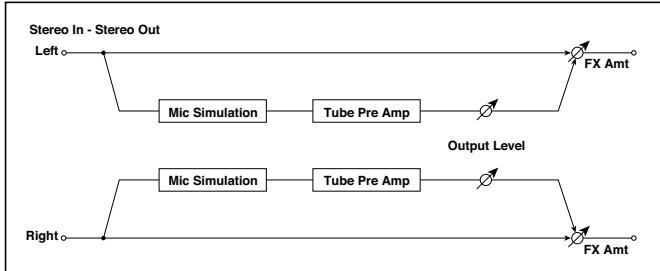 Stereo In - Stereo Out
Left
FX Amt
Mic Simulation
Tube Pre Amp
Output Level
Mic Simulation
Tube Pre Amp
Right
FX Amt